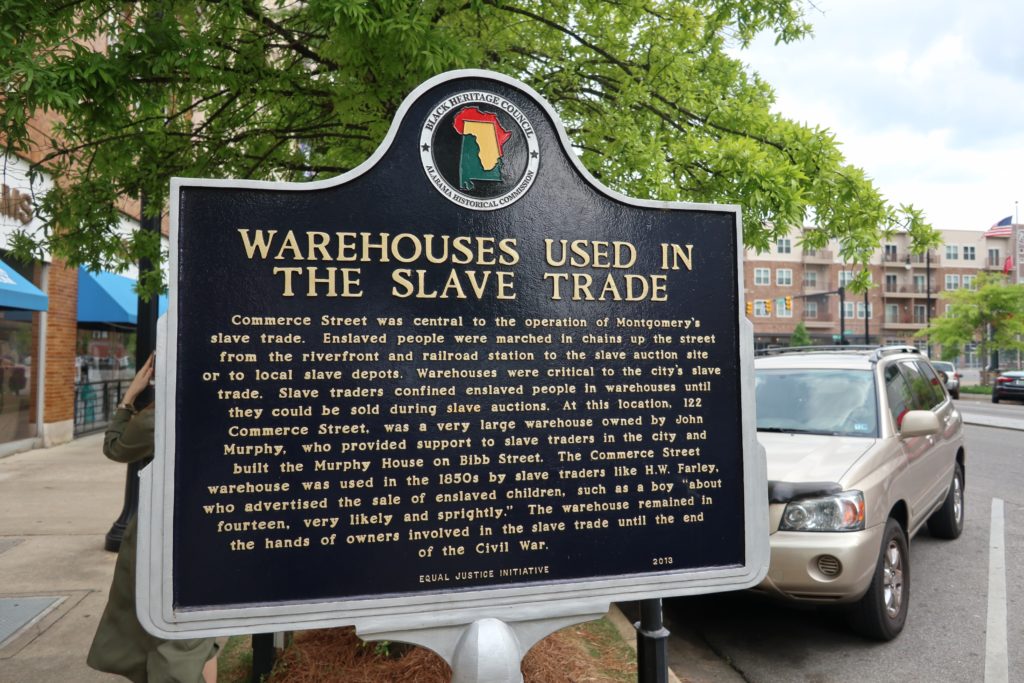 BLACK HERITAGE COUNCIL
ALABAMA HISTORICAL COMMISSION
WAREHOUSES USED IN
THE SLAVE TRADE
Commerce Street was central to the operation of Montgomery's
slave trade. Enslaved people were marched in chains up the street
from the riverfront and railroad station to the slave auction site
or to local slave depots. Warehouses were critical to the city's slave
trade. Slave traders confined enslaved people in warehouses until
they could be sold during slave auctions. At this location, 122
Commerce Street, was a very large warehouse owned by John
Murphy, who provided support to slave traders in the city and
built the Murphy House on Bibb Street. The Commerce Street
warehouse was used in the 1850s by slave traders like H.W. Farley,
who advertised the sale of enslaved children, such as a boy "about
fourteen, very likely and sprightly." The warehouse remained in
the hands of owners involved in the slave trade until the end
of the Civil War.
EQUAL JUSTICE INITIATIVE 2013